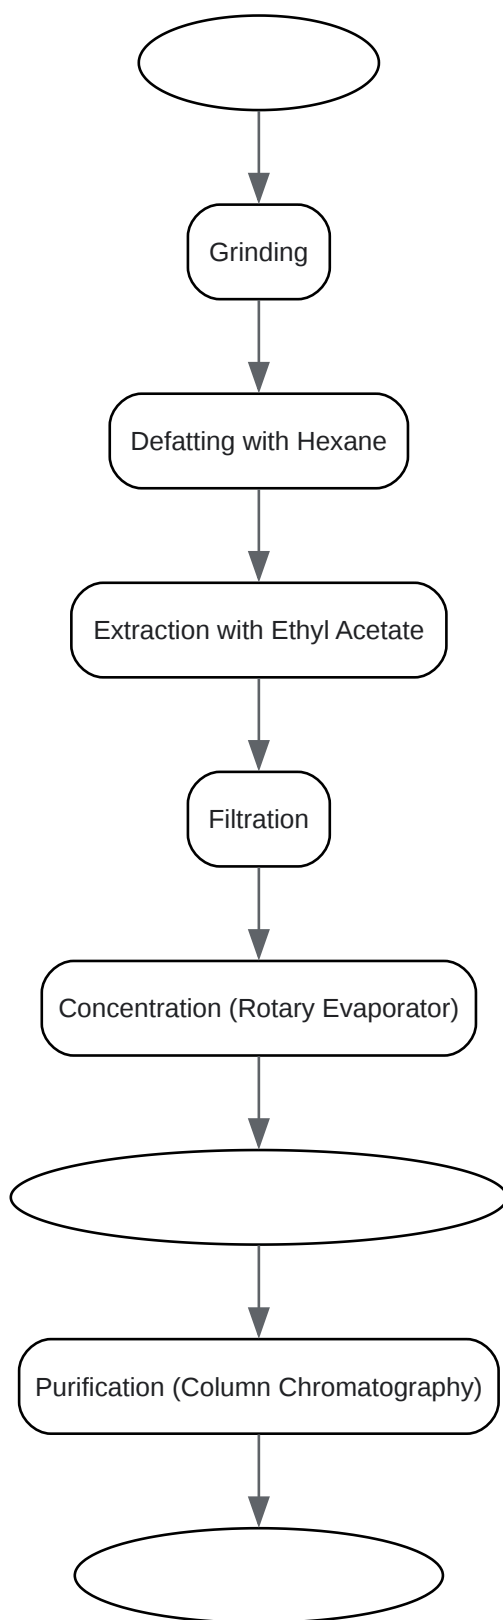 Grinding
Defatting with Hexane
Extraction with Ethyl Acetate
Filtration
Concentration (Rotary Evaporator)
Purification (Column Chromatography)